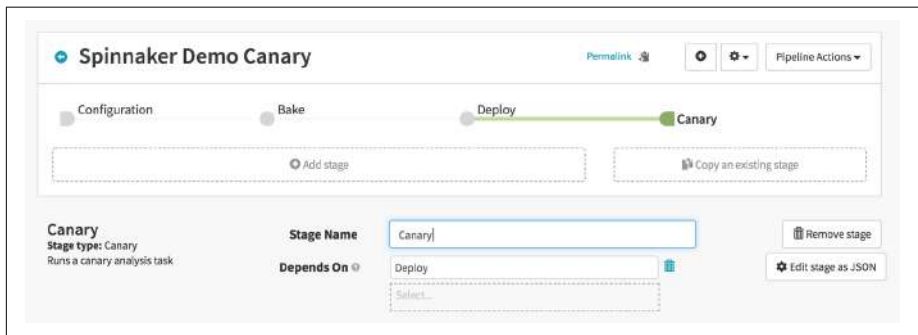 Spinnaker Demo Canary
Permalink
Pipeline Actions
Configuration
Bake
Deploy
Canary
Add stage
Copy an existing stage
Canary
Stage type: Canary
Runs a canary analysis task
Stage Name
Canary
Remove stage
Depends On
Deploy
Edit stage as JSON
Select...